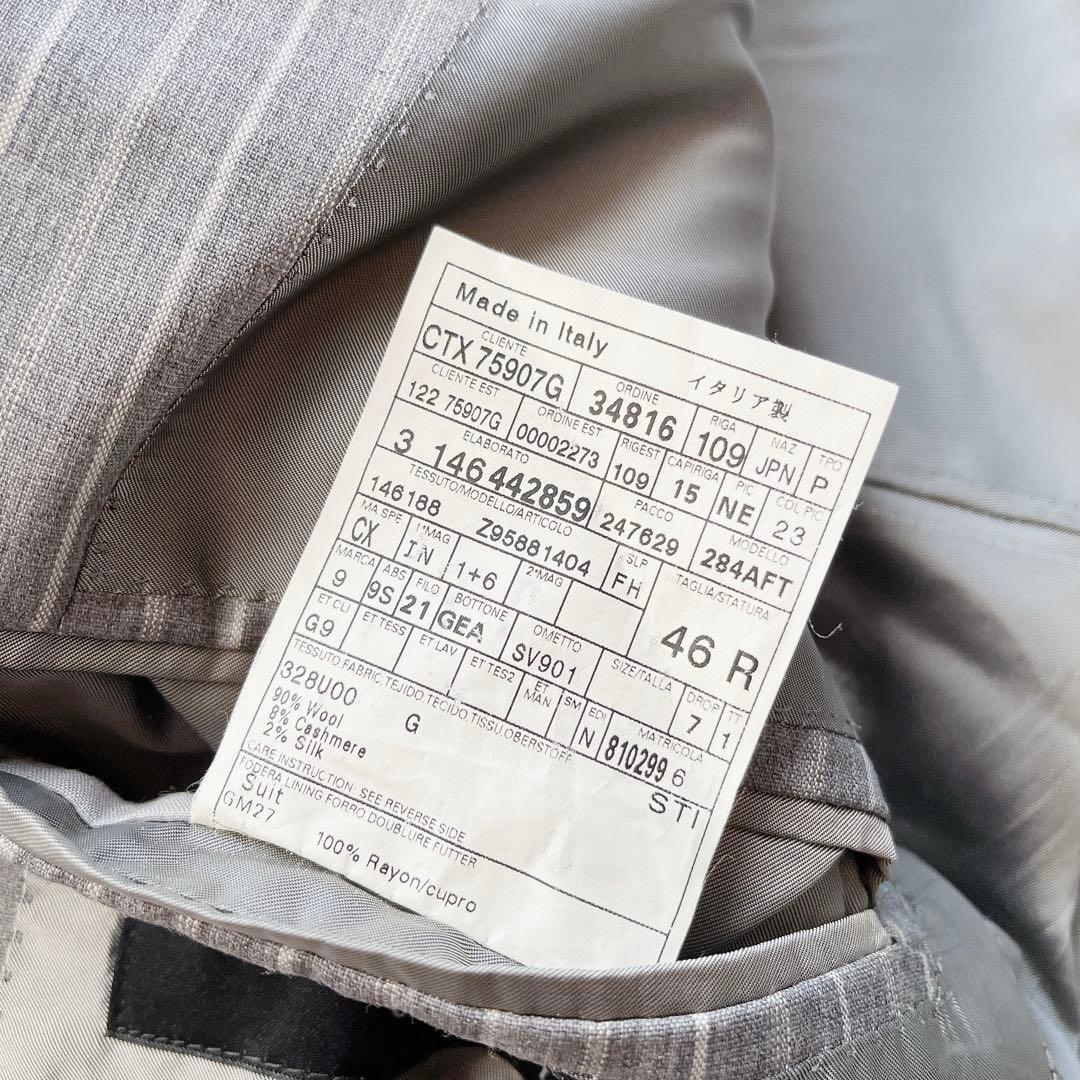 Made in Italy イタリア製
CLIENTE ORDINE RIGA NAZ TPO
CTX 75907G 34816 109 JPN P
CLIENTE EST ORDINE EST RIGEST CAPIRIGA PIC COL PIC
122 75907G 00002273 109 15 NE 23
ELABORATO PACCO MODELLO
3 146 442859 247629 284AFT
TESSUTO/MODELLO/ARTICOLO SLP TAGLIA/STATURA
146188 Z95881404 FH 46 R
MA SPE 1°MAG 2°MAG
CX IN 1+6
MARCA ABS FILO BOTTONE OMETTO SIZE/TALLA DROP TT
9 9S 21 GEA SV901 7 1
ET CLI ET TESS ET LAV ET TES2 ET MAN SM EDI MATRICOLA
G9 N 810299 6
TESSUTO.FABRIC.TEJIDO.TECIDO.TISSU.OBERSTOFF
328U00 G STI
90% Wool
8% Cashmere
2% Silk
CARE INSTRUCTION SEE REVERSE SIDE
FODERA LINING FORRO DOUBLURE FUTTER
Suit
GM27 100% Rayon/cupro